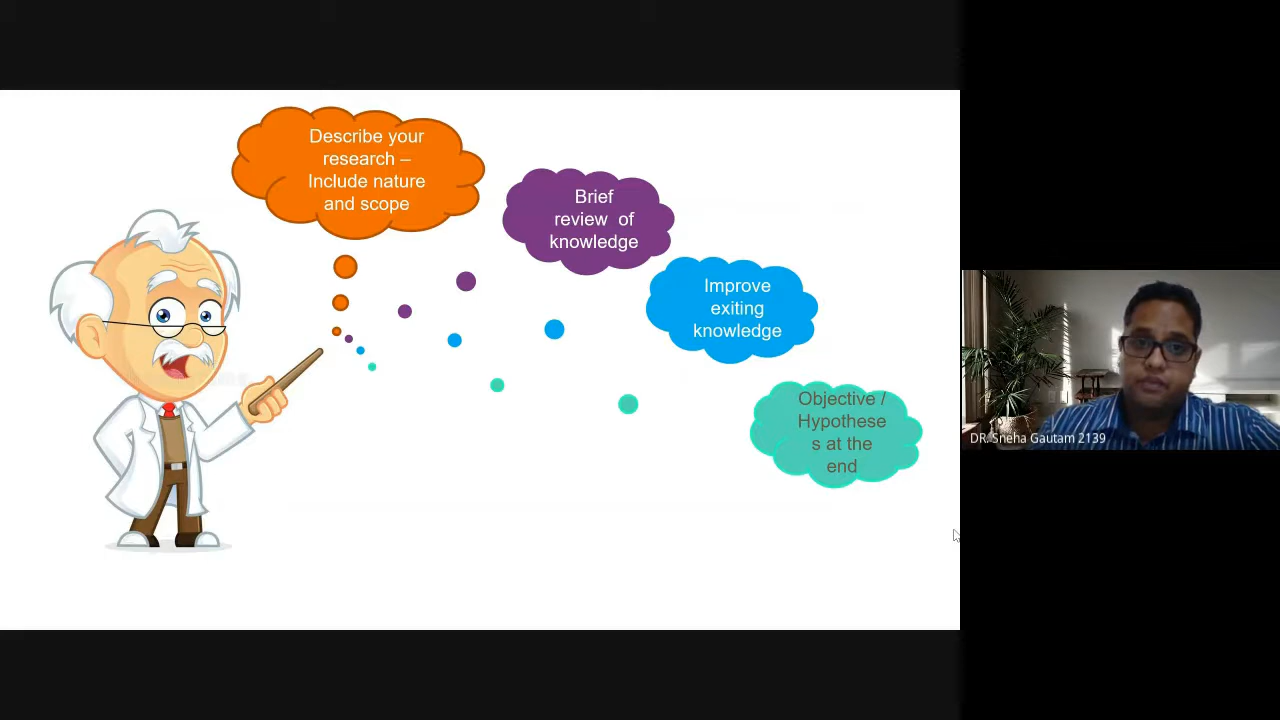 Describe your
research –
Include nature
and scope
Brief
review of
knowledge
Improve
exiting
knowledge
Objective /
Hypothese
s at the
end
DR. Sneha Gautam 2139